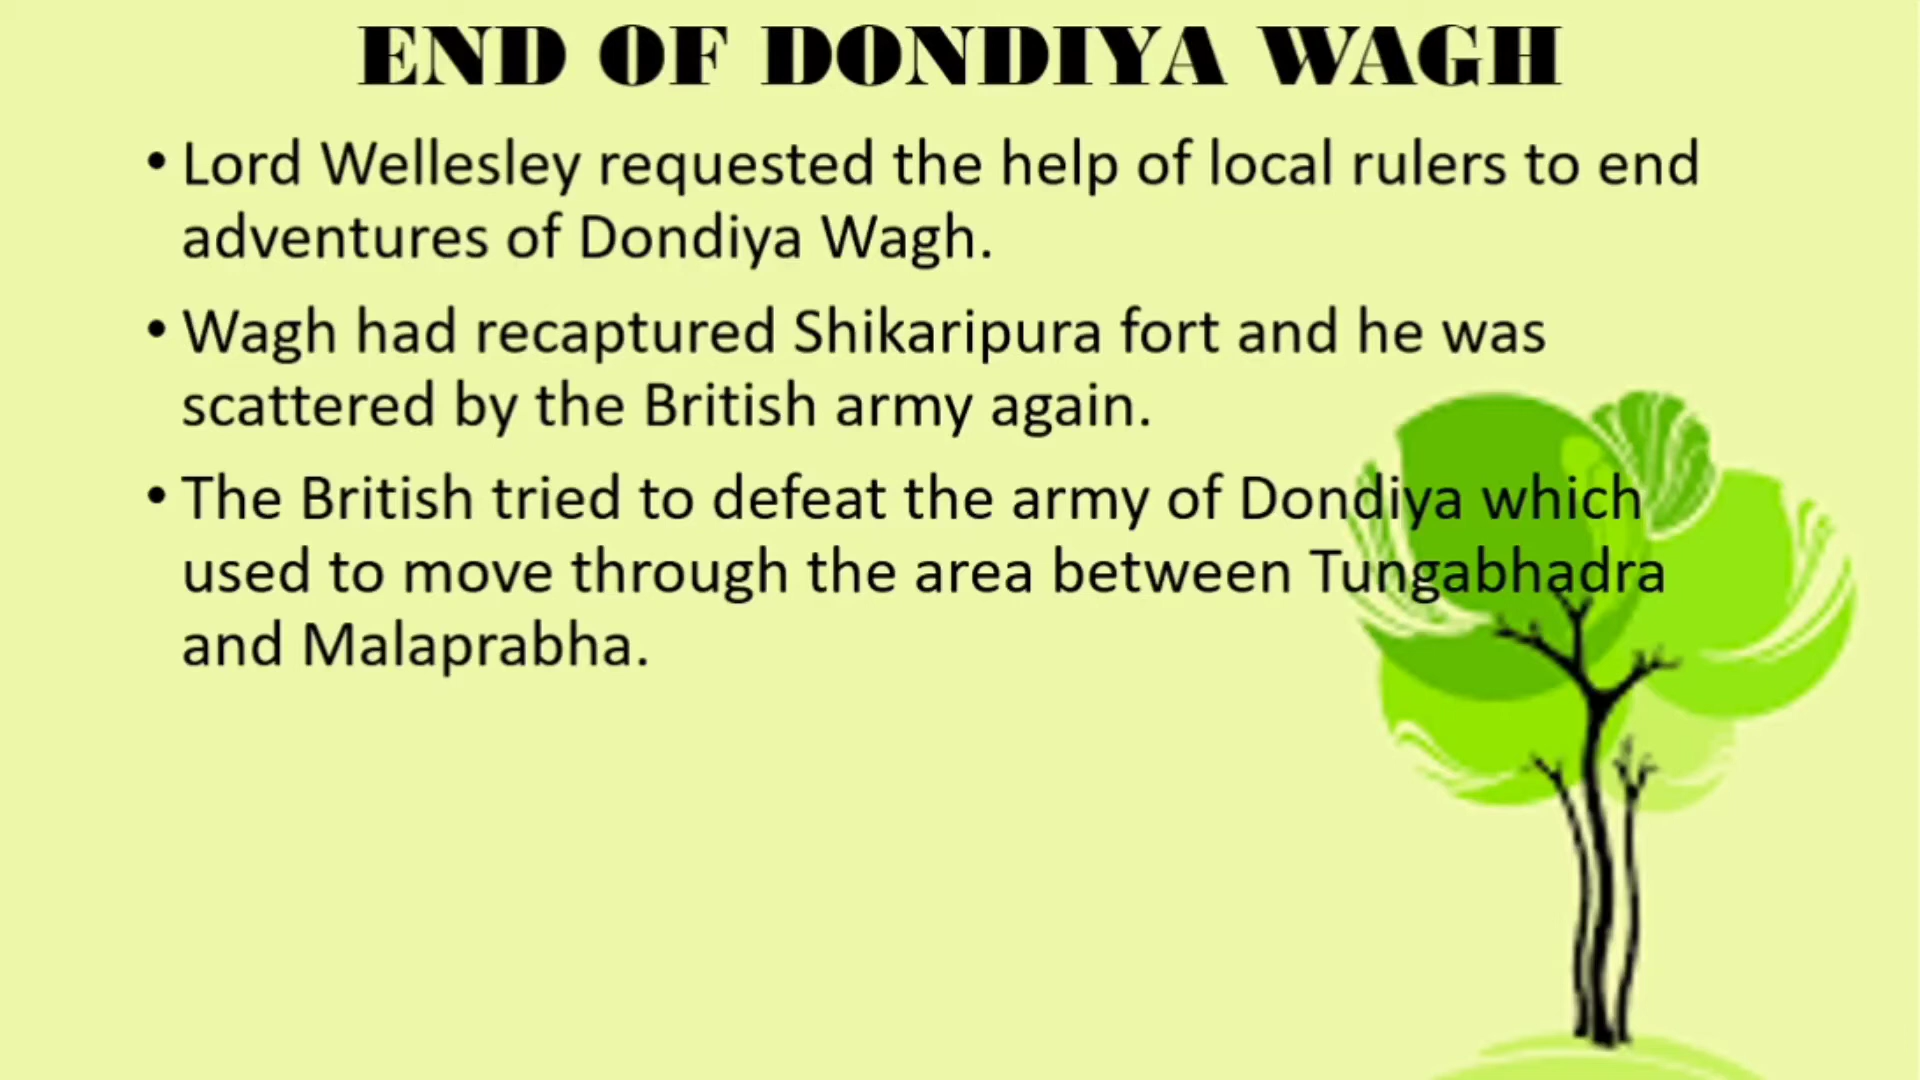 END OF DONDIYA WAGH
• Lord Wellesley requested the help of local rulers to end
adventures of Dondiya Wagh.
• Wagh had recaptured Shikaripura fort and he was
scattered by the British army again.
• The British tried to defeat the army of Dondiya which
used to move through the area between Tungabhadra
and Malaprabha.